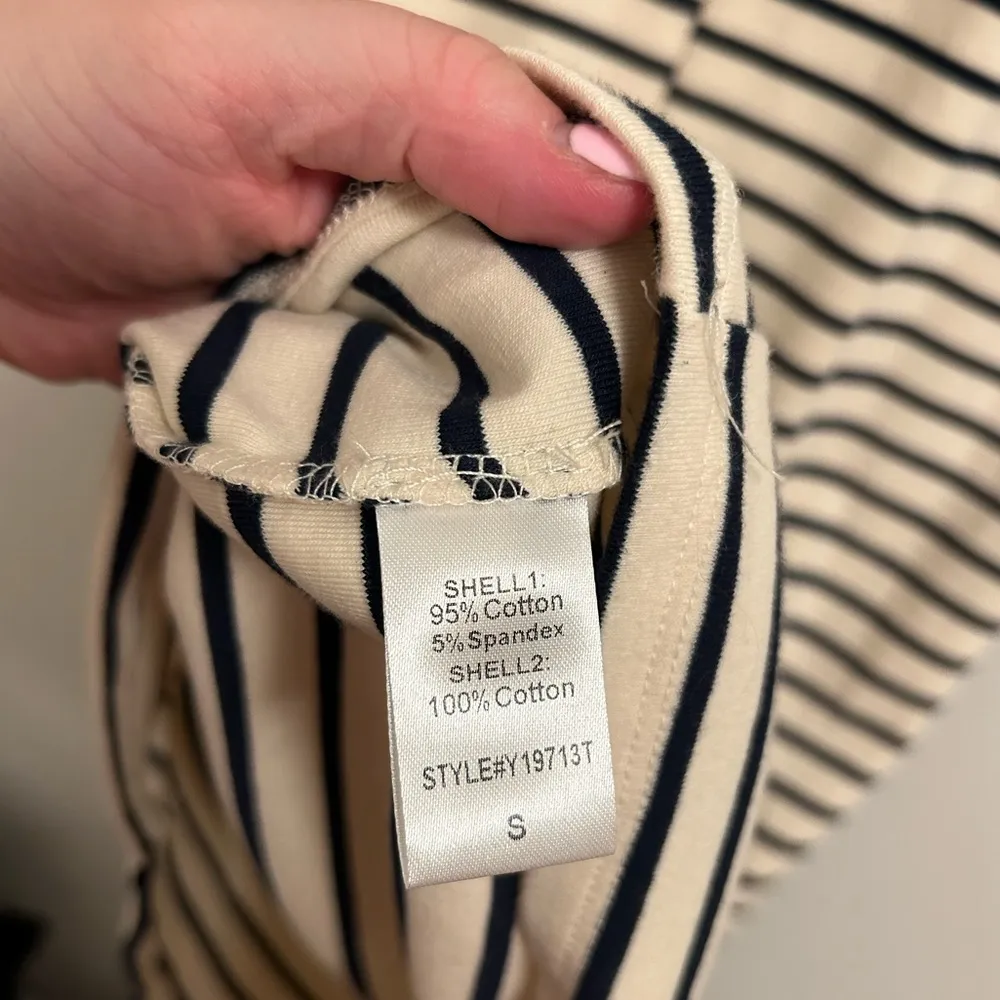 SHELL1:
95% Cotton
5% Spandex
SHELL2:
100% Cotton
STYLE#Y19713T
S